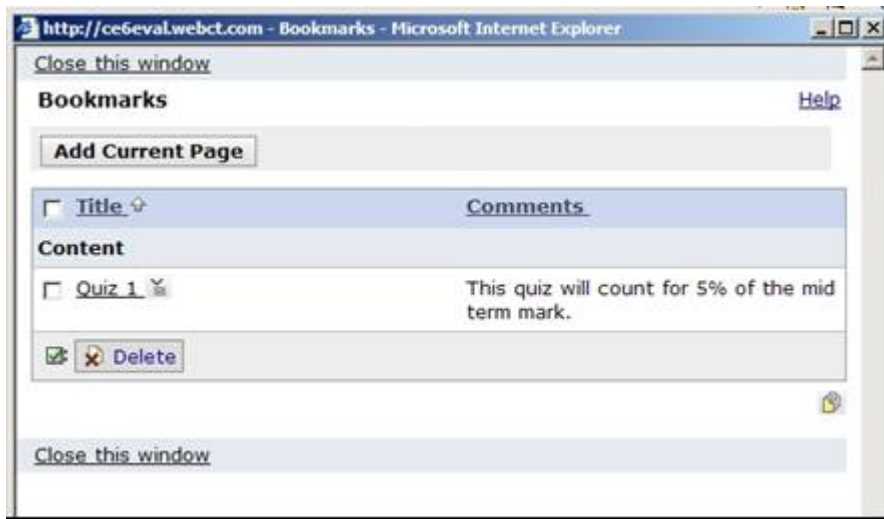 http://ce6eval.webct.com - Bookmarks - Microsoft Internet Explorer
Close this window
Bookmarks
Help
Add Current Page
Title
Comments
Content
Quiz 1
This quiz will count for 5% of the mid
term mark.
Delete
Close this window